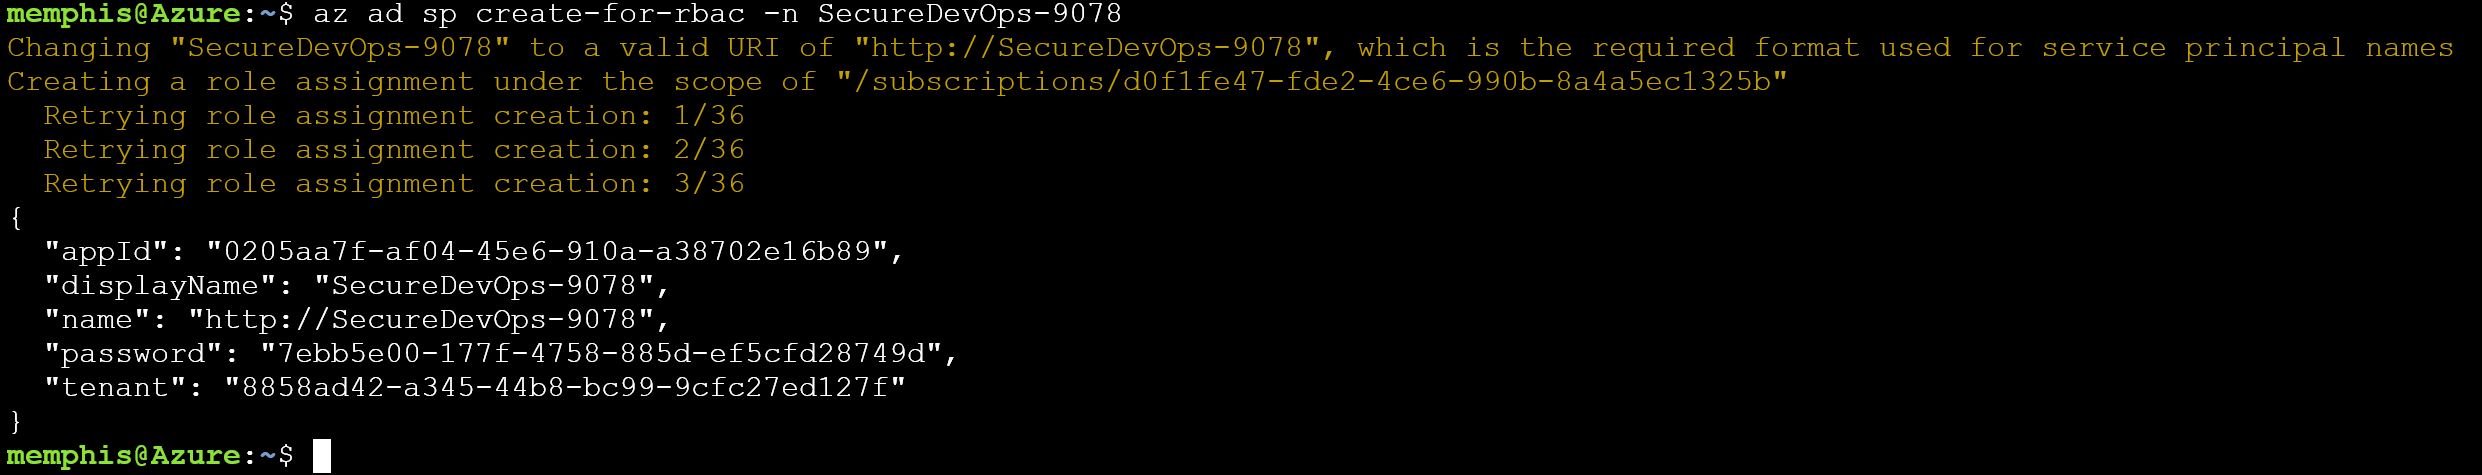 memphis@Azure:~$ az ad sp create-for-rbac -n SecureDevOps-9078
Changing "SecureDevOps-9078" to a valid URI of "http://SecureDevOps-9078", which is the required format used for service principal names
Creating a role assignment under the scope of "/subscriptions/d0f1fe47-fde2-4ce6-990b-8a4a5ec1325b"
  Retrying role assignment creation: 1/36
  Retrying role assignment creation: 2/36
  Retrying role assignment creation: 3/36
{
  "appId": "0205aa7f-af04-45e6-910a-a38702e16b89",
  "displayName": "SecureDevOps-9078",
  "name": "http://SecureDevOps-9078",
  "password": "7ebb5e00-177f-4758-885d-ef5cfd28749d",
  "tenant": "8858ad42-a345-44b8-bc99-9cfc27ed127f"
}
memphis@Azure:~$